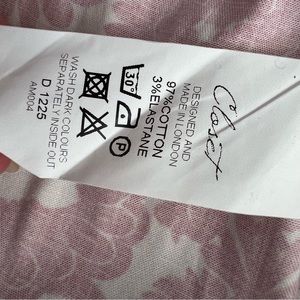 Closet
DESIGNED AND
MADE IN LONDON
97%COTTON
3%ELASTANE
30°
WASH DARK COLOURS
SEPARATELY INSIDE OUT
D 1225
AM004